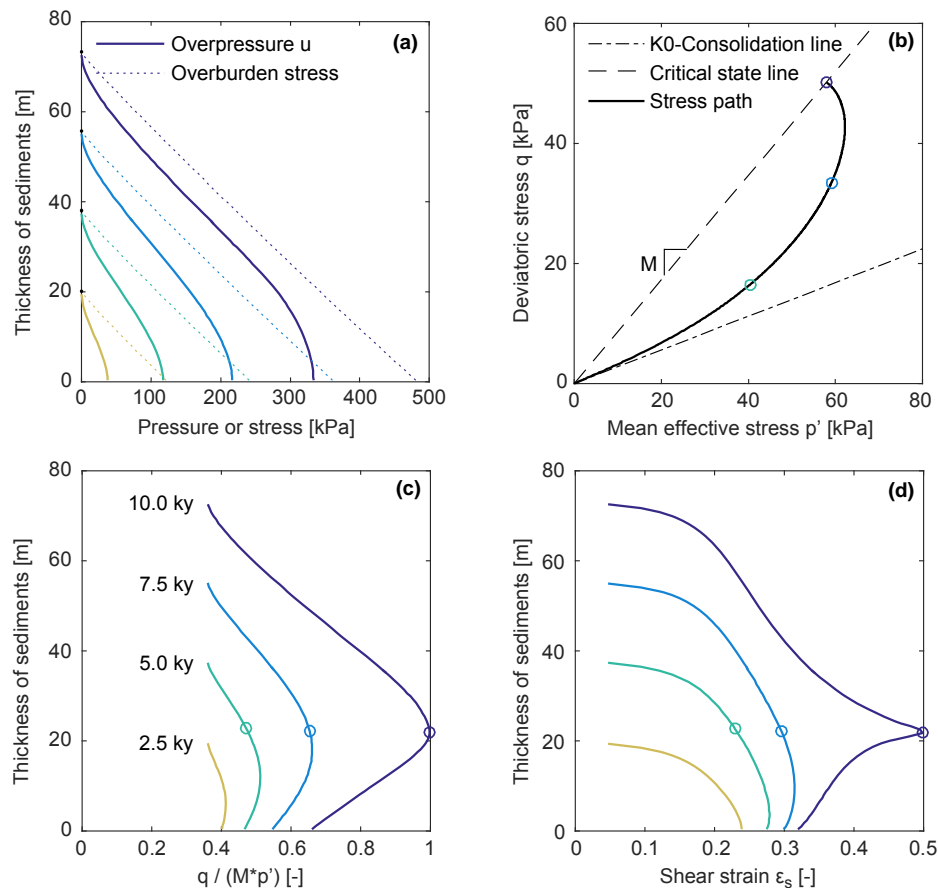 80
60
40
20
0
Thickness of sediments [m]
Overpressure u
Overburden stress
(a)
0 100 200 300 400 500
Pressure or stress [kPa]
60
40
20
0
Deviatoric stress q [kPa]
K0-Consolidation line
Critical state line
Stress path
(b)
M
0 20 40 60 80
Mean effective stress p' [kPa]
80
60
40
20
0
Thickness of sediments [m]
(c)
10.0 ky
7.5 ky
5.0 ky
2.5 ky
0 0.2 0.4 0.6 0.8 1
q / (M*p') [-]
80
60
40
20
0
Thickness of sediments [m]
(d)
0 0.1 0.2 0.3 0.4 0.5
Shear strain εs [-]